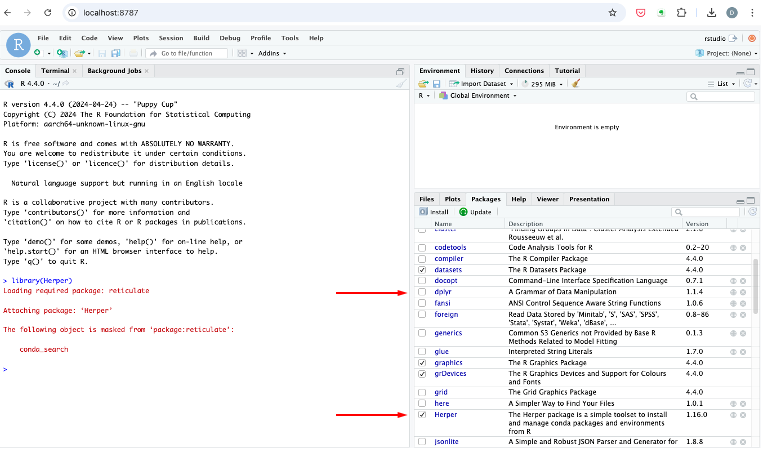 localhost:8787
D
R
File Edit Code View Plots Session Build Debug Profile Tools Help
rstudio
Go to file/function
Addins
Project: (None)
Console Terminal Background Jobs
R 4.4.0 · ~/
R version 4.4.0 (2024-04-24) -- "Puppy Cup"
Copyright (C) 2024 The R Foundation for Statistical Computing
Platform: aarch64-unknown-linux-gnu
R is free software and comes with ABSOLUTELY NO WARRANTY.
You are welcome to redistribute it under certain conditions.
Type 'license()' or 'licence()' for distribution details.
Natural language support but running in an English locale
R is a collaborative project with many contributors.
Type 'contributors()' for more information and
'citation()' on how to cite R or R packages in publications.
Type 'demo()' for some demos, 'help()' for on-line help, or
'help.start()' for an HTML browser interface to help.
Type 'q()' to quit R.
> library(Herper)
Loading required package: reticulate
Attaching package: 'Herper'
The following object is masked from 'package:reticulate':
conda_search
>
Environment History Connections Tutorial
Import Dataset 295 MiB List
R Global Environment
Environment is empty
Files Plots Packages Help Viewer Presentation
Install Update
Name Description Version
cluster "Finding Groups in Data": Cluster Analysis Extended
Rousseeuw et al.
codetools Code Analysis Tools for R 0.2-20
compiler The R Compiler Package 4.4.0
datasets The R Datasets Package 4.4.0
docopt Command-Line Interface Specification Language 0.7.1
dplyr A Grammar of Data Manipulation 1.1.4
fansi ANSI Control Sequence Aware String Functions 1.0.6
foreign Read Data Stored by 'Minitab', 'S', 'SAS', 'SPSS', 0.8-86
'Stata', 'Systat', 'Weka', 'dBase', ...
generics Common S3 Generics not Provided by Base R 0.1.3
Methods Related to Model Fitting
glue Interpreted String Literals 1.7.0
graphics The R Graphics Package 4.4.0
grDevices The R Graphics Devices and Support for Colours 4.4.0
and Fonts
grid The Grid Graphics Package 4.4.0
here A Simpler Way to Find Your Files 1.0.1
Herper The Herper package is a simple toolset to install 1.16.0
and manage conda packages and environments
from R
jsonlite A Simple and Robust JSON Parser and Generator for 1.8.8